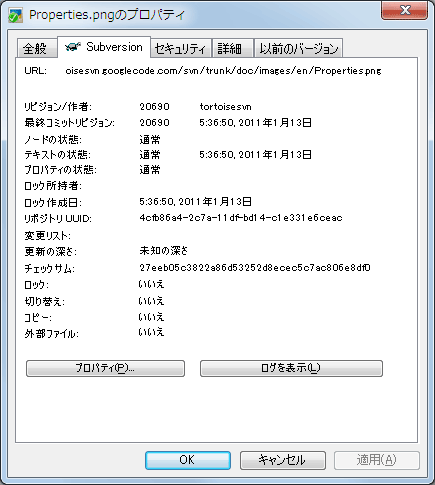 Properties.pngのプロパティ
全般 Subversion セキュリティ 詳細 以前のバージョン
URL: oisesvn.googlecode.com/svn/trunk/doc/images/en/Properties.png
リビジョン/作者: 20690 tortoisesvn
最終コミットリビジョン: 20690 5:36:50, 2011年1月13日
ノードの状態: 通常
テキストの状態: 通常 5:36:50, 2011年1月13日
プロパティの状態: 通常
ロック所持者:
ロック作成日: 5:36:50, 2011年1月13日
リポジトリ UUID: 4cfb86a4-2c7a-11df-bd14-c1e331e6ceac
変更リスト:
更新の深さ: 未知の深さ
チェックサム: 27eeb05c3822a86d53252d8ecec5c7ac806e8df0
ロック: いいえ
切り替え: いいえ
コピー: いいえ
外部ファイル: いいえ
プロパティ(P)... ログを表示(L)
OK キャンセル 適用(A)